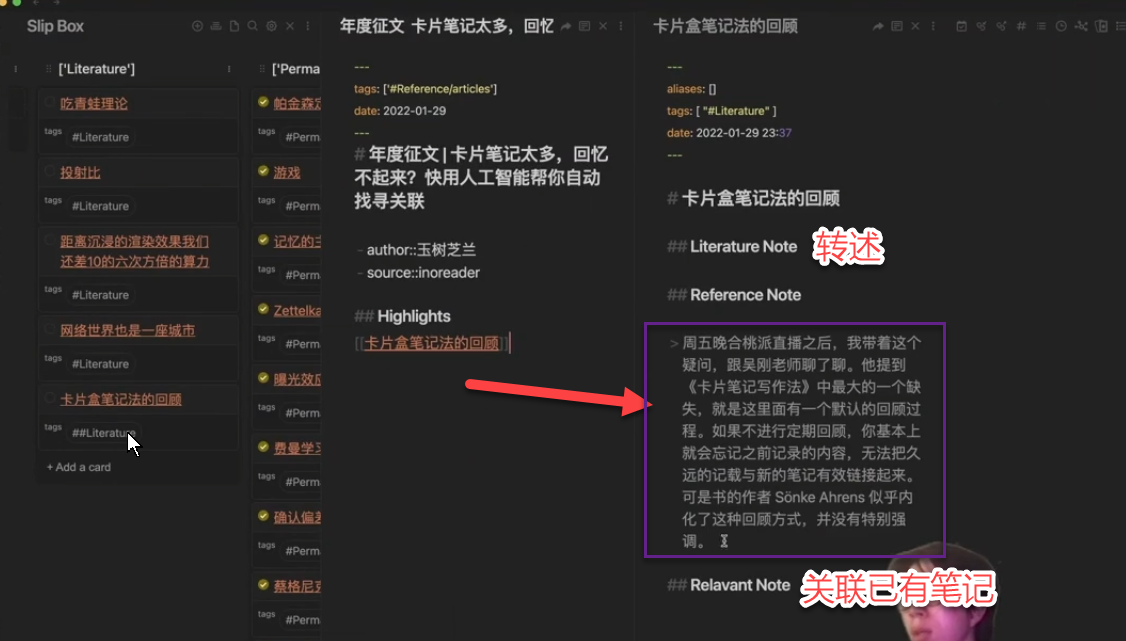 Slip Box
['Literature']
吃青蛙理论
tags #Literature
投射比
tags #Literature
距离沉浸的渲染效果我们
还差10的六次方倍的算力
tags #Literature
网络世界也是一座城市
tags #Literature
卡片盒笔记法的回顾
tags ##Literature
+ Add a card
['Perma
帕金森定
tags #Perma
游戏
tags #Perma
记忆的主
tags #Perma
Zettelka
tags #Perma
曝光效应
tags #Perma
费曼学习
tags #Perma
确认偏差
tags #Perma
蔡格尼克
tags #Perma
年度征文 卡片笔记太多，回忆
---
tags: ['#Reference/articles']
date: 2022-01-29
---
# 年度征文 | 卡片笔记太多，回忆
不起来？快用人工智能帮你自动
找寻关联
- author::玉树芝兰
- source::inoreader
## Highlights
[[卡片盒笔记法的回顾]]
卡片盒笔记法的回顾
---
aliases: []
tags: [ "#Literature" ]
date: 2022-01-29 23:37
---
# 卡片盒笔记法的回顾
## Literature Note 转述
## Reference Note
> 周五晚合桃派直播之后，我带着这个
疑问，跟吴刚老师聊了聊。他提到
《卡片笔记写作法》中最大的一个缺
失，就是这里面有一个默认的回顾过
程。如果不进行定期回顾，你基本上
就会忘记之前记录的内容，无法把久
远的记载与新的笔记有效链接起来。
可是书的作者 Sönke Ahrens 似乎内
化了这种回顾方式，并没有特别强
调。
## Relavant Note 关联已有笔记